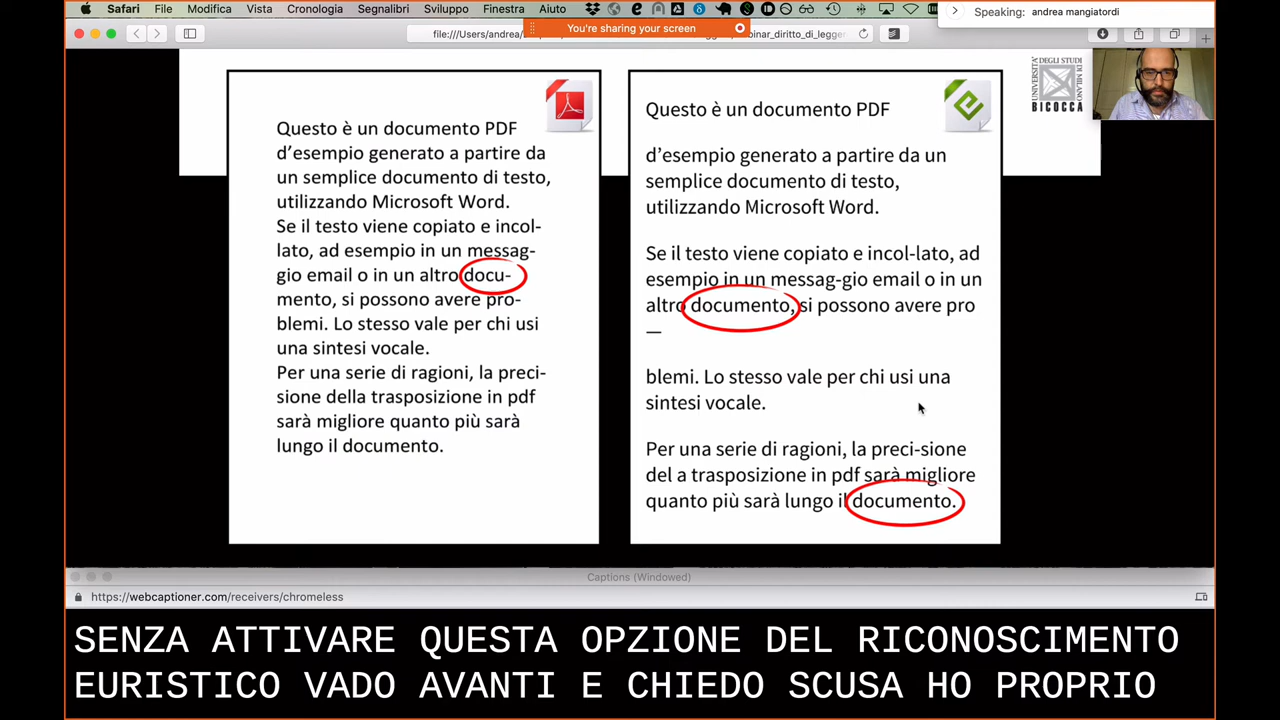 Safari File Modifica Vista Cronologia Segnalibri Sviluppo Finestra Aiuto
Speaking: andrea mangiatordi
You're sharing your screen
UNIVERSITA' DEGLI STUDI DI MILANO
BICOCCA
Questo è un documento PDF
d'esempio generato a partire da
un semplice documento di testo,
utilizzando Microsoft Word.
Se il testo viene copiato e incol-
lato, ad esempio in un messag-
gio email o in un altro docu-
mento, si possono avere pro-
blemi. Lo stesso vale per chi usi
una sintesi vocale.
Per una serie di ragioni, la preci-
sione della trasposizione in pdf
sarà migliore quanto più sarà
lungo il documento.
Questo è un documento PDF
d'esempio generato a partire da un
semplice documento di testo,
utilizzando Microsoft Word.
Se il testo viene copiato e incol-lato, ad
esempio in un messag-gio email o in un
altro documento, si possono avere pro
—
blemi. Lo stesso vale per chi usi una
sintesi vocale.
Per una serie di ragioni, la preci-sione
del a trasposizione in pdf sarà migliore
quanto più sarà lungo il documento.
Captions (Windowed)
https://webcaptioner.com/receivers/chromeless
SENZA ATTIVARE QUESTA OPZIONE DEL RICONOSCIMENTO
EURISTICO VADO AVANTI E CHIEDO SCUSA HO PROPRIO